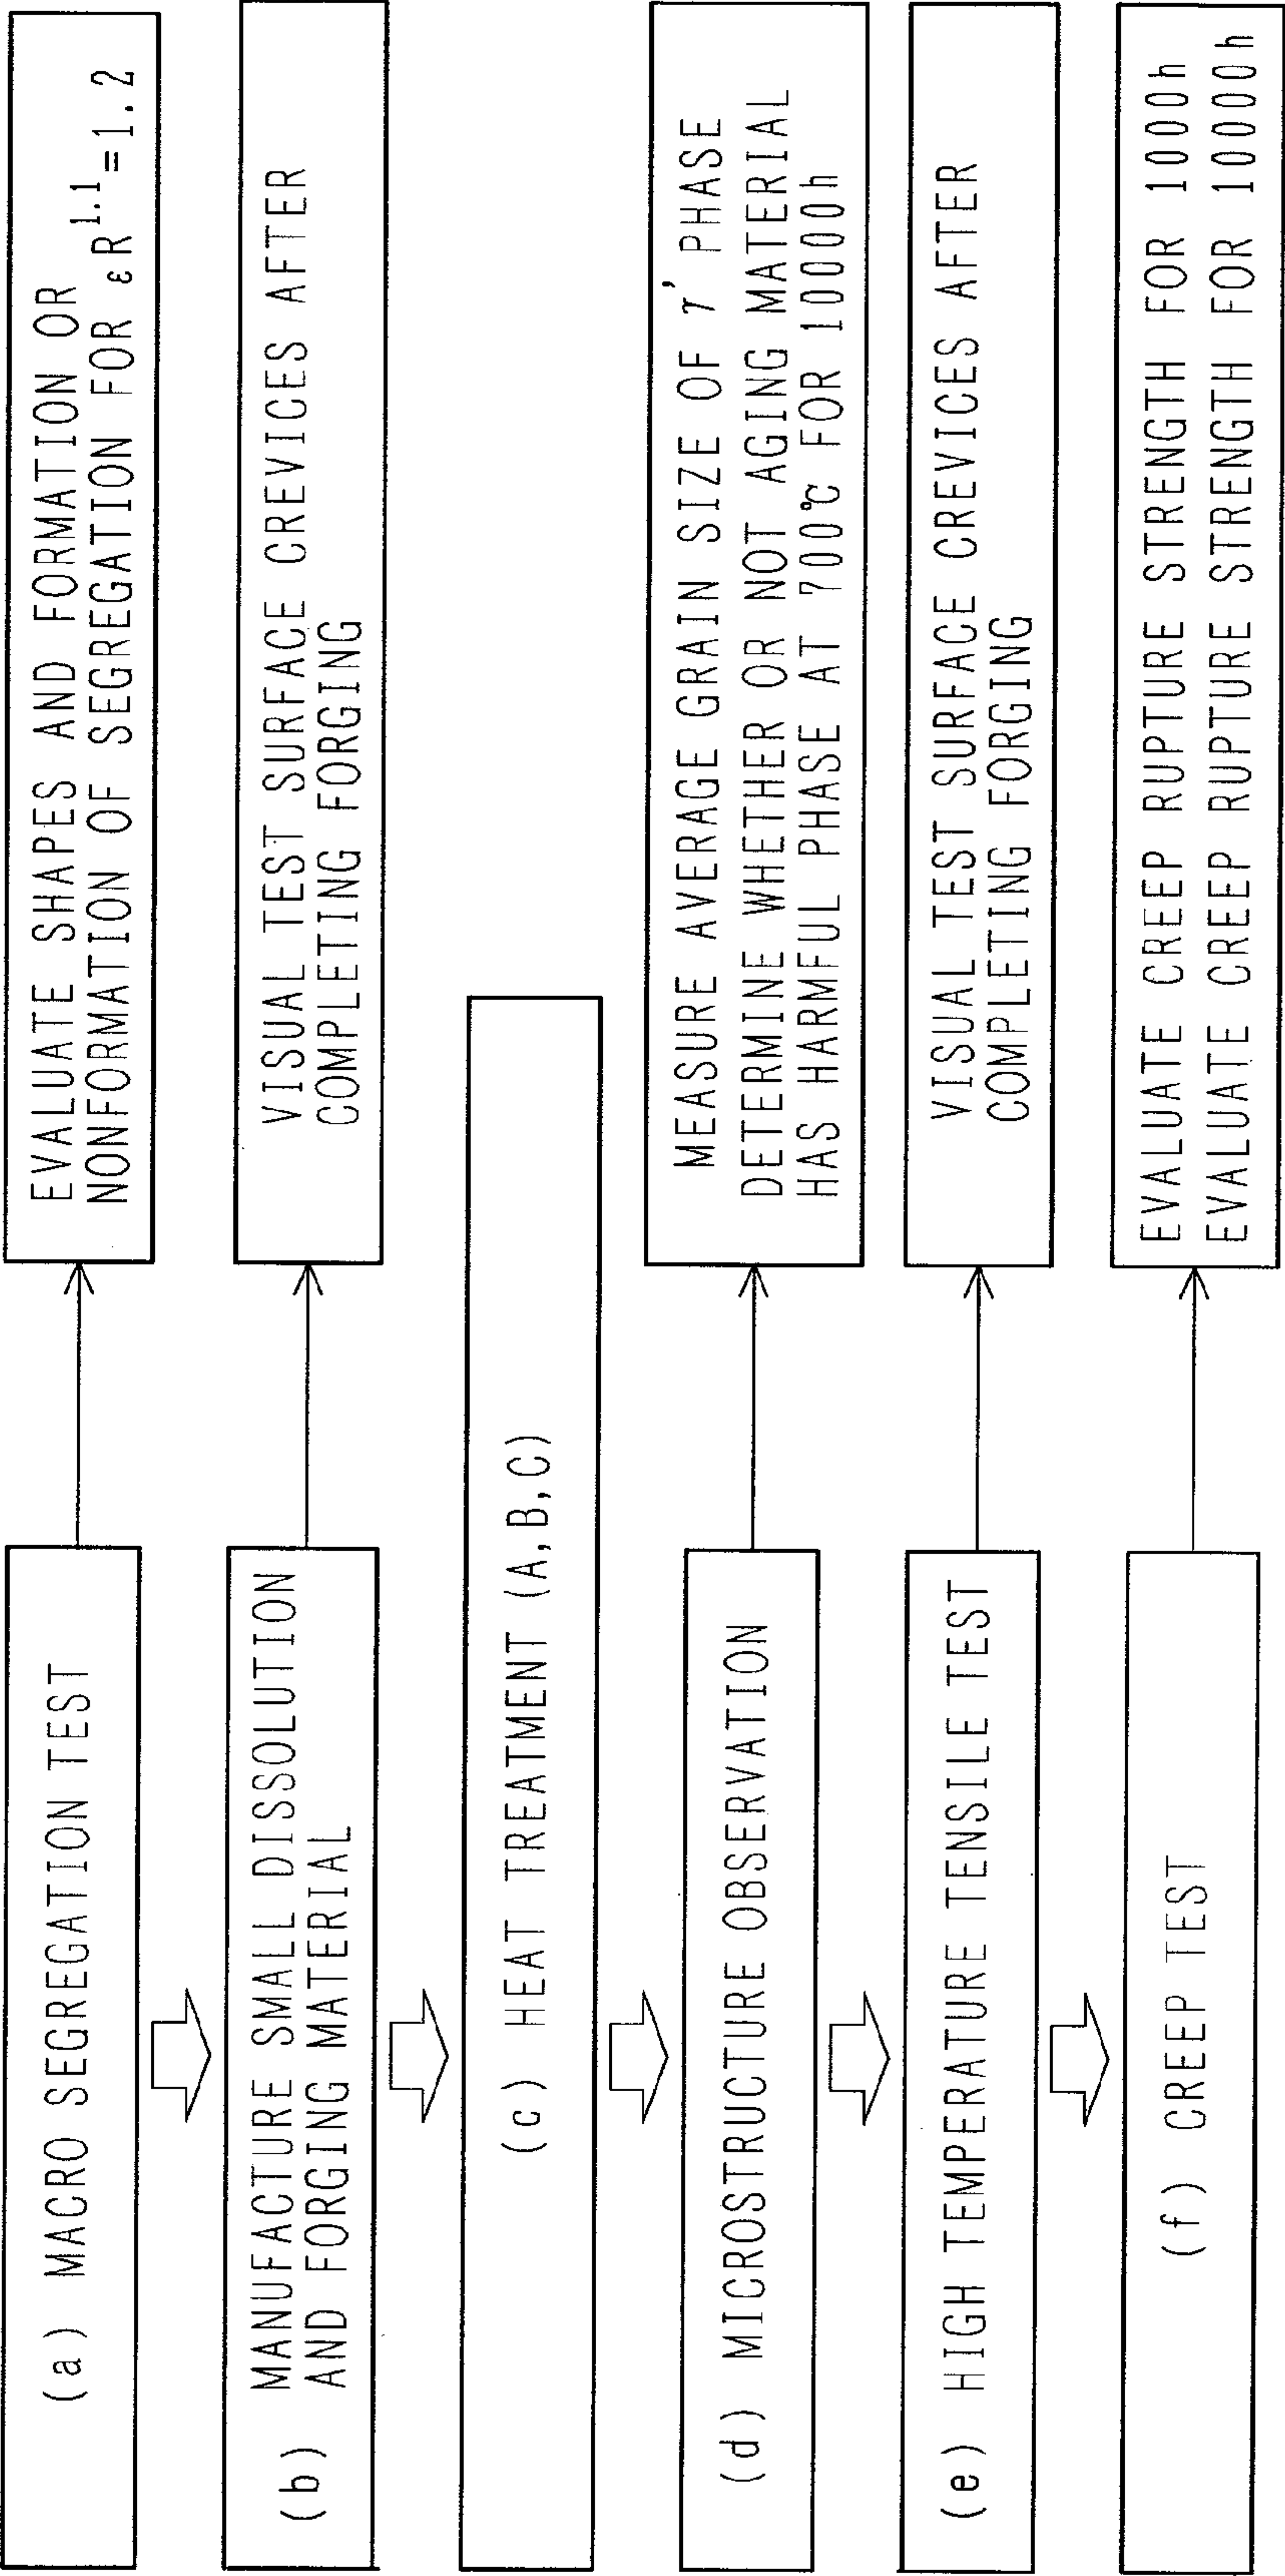 (a) MACRO SEGREGATION TEST
EVALUATE SHAPES AND FORMATION OR
NONFORMATION OF SEGREGATION FOR εR^1.1=1.2
(b) MANUFACTURE SMALL DISSOLUTION
AND FORGING MATERIAL
VISUAL TEST SURFACE CREVICES AFTER
COMPLETING FORGING
(c) HEAT TREATMENT (A,B,C)
(d) MICROSTRUCTURE OBSERVATION
MEASURE AVERAGE GRAIN SIZE OF γ' PHASE
DETERMINE WHETHER OR NOT AGING MATERIAL
HAS HARMFUL PHASE AT 700℃ FOR 10000h
(e) HIGH TEMPERATURE TENSILE TEST
VISUAL TEST SURFACE CREVICES AFTER
COMPLETING FORGING
(f) CREEP TEST
EVALUATE CREEP RUPTURE STRENGTH FOR 1000h
EVALUATE CREEP RUPTURE STRENGTH FOR 10000h